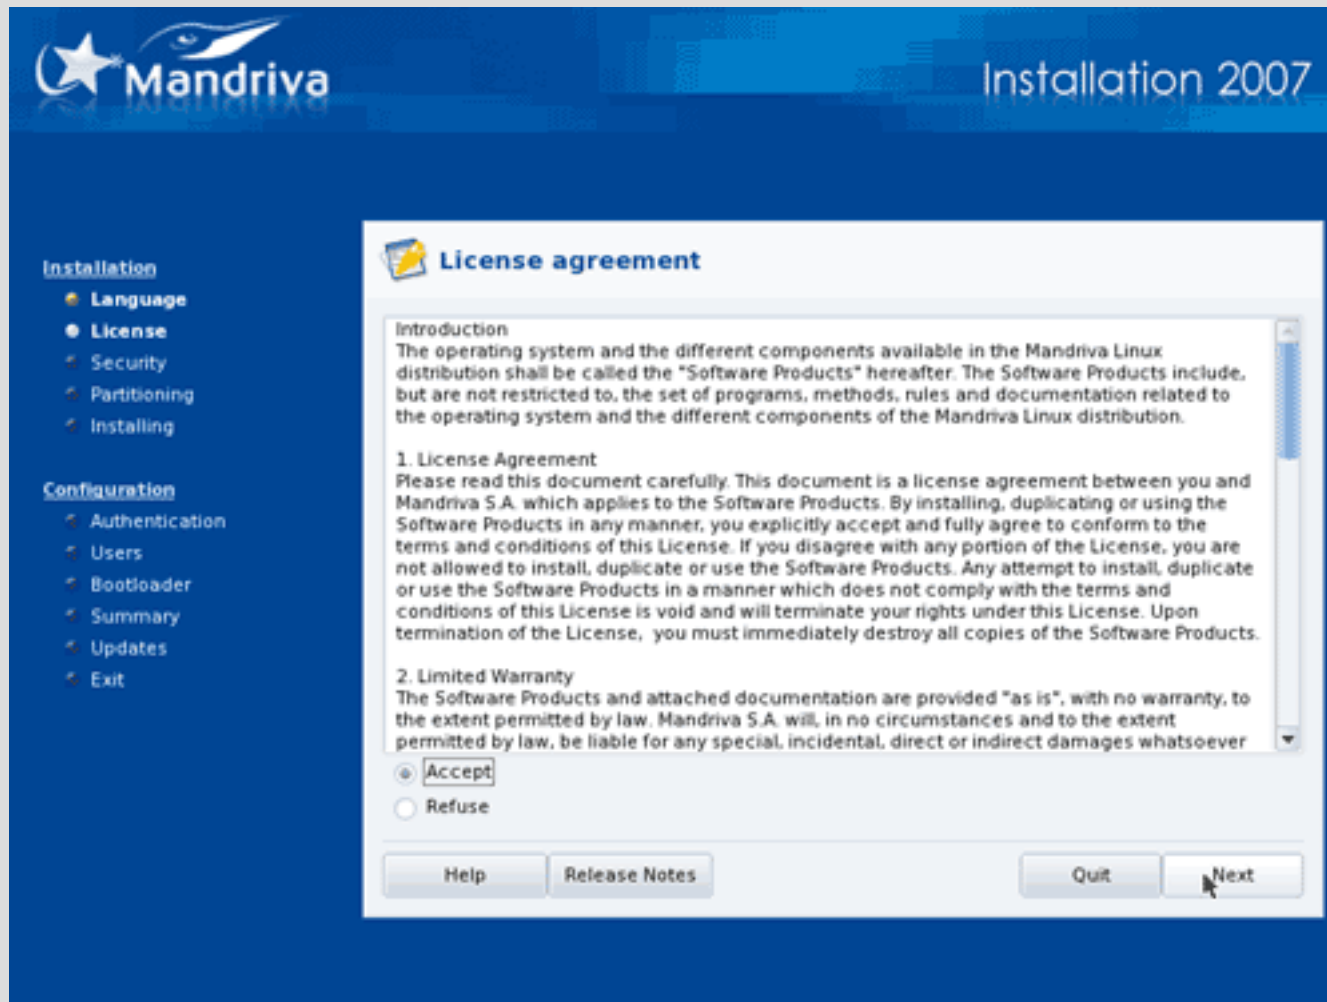 Mandriva
Installation 2007
Installation
Language
License
Security
Partitioning
Installing
Configuration
Authentication
Users
Bootloader
Summary
Updates
Exit
License agreement
Introduction
The operating system and the different components available in the Mandriva Linux
distribution shall be called the "Software Products" hereafter. The Software Products include,
but are not restricted to, the set of programs, methods, rules and documentation related to
the operating system and the different components of the Mandriva Linux distribution.
1. License Agreement
Please read this document carefully. This document is a license agreement between you and
Mandriva S.A. which applies to the Software Products. By installing, duplicating or using the
Software Products in any manner, you explicitly accept and fully agree to conform to the
terms and conditions of this License. If you disagree with any portion of the License, you are
not allowed to install, duplicate or use the Software Products. Any attempt to install, duplicate
or use the Software Products in a manner which does not comply with the terms and
conditions of this License is void and will terminate your rights under this License. Upon
termination of the License, you must immediately destroy all copies of the Software Products.
2. Limited Warranty
The Software Products and attached documentation are provided "as is", with no warranty, to
the extent permitted by law. Mandriva S.A. will, in no circumstances and to the extent
permitted by law, be liable for any special, incidental, direct or indirect damages whatsoever
Accept
Refuse
Help
Release Notes
Quit
Next